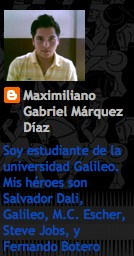 Maximiliano
Gabriel Márquez
Díaz
Soy estudiante de la
universidad Galileo.
Mis héroes son
Salvador Dali,
Galileo, M.C. Escher,
Steve Jobs, y
Fernando Botero